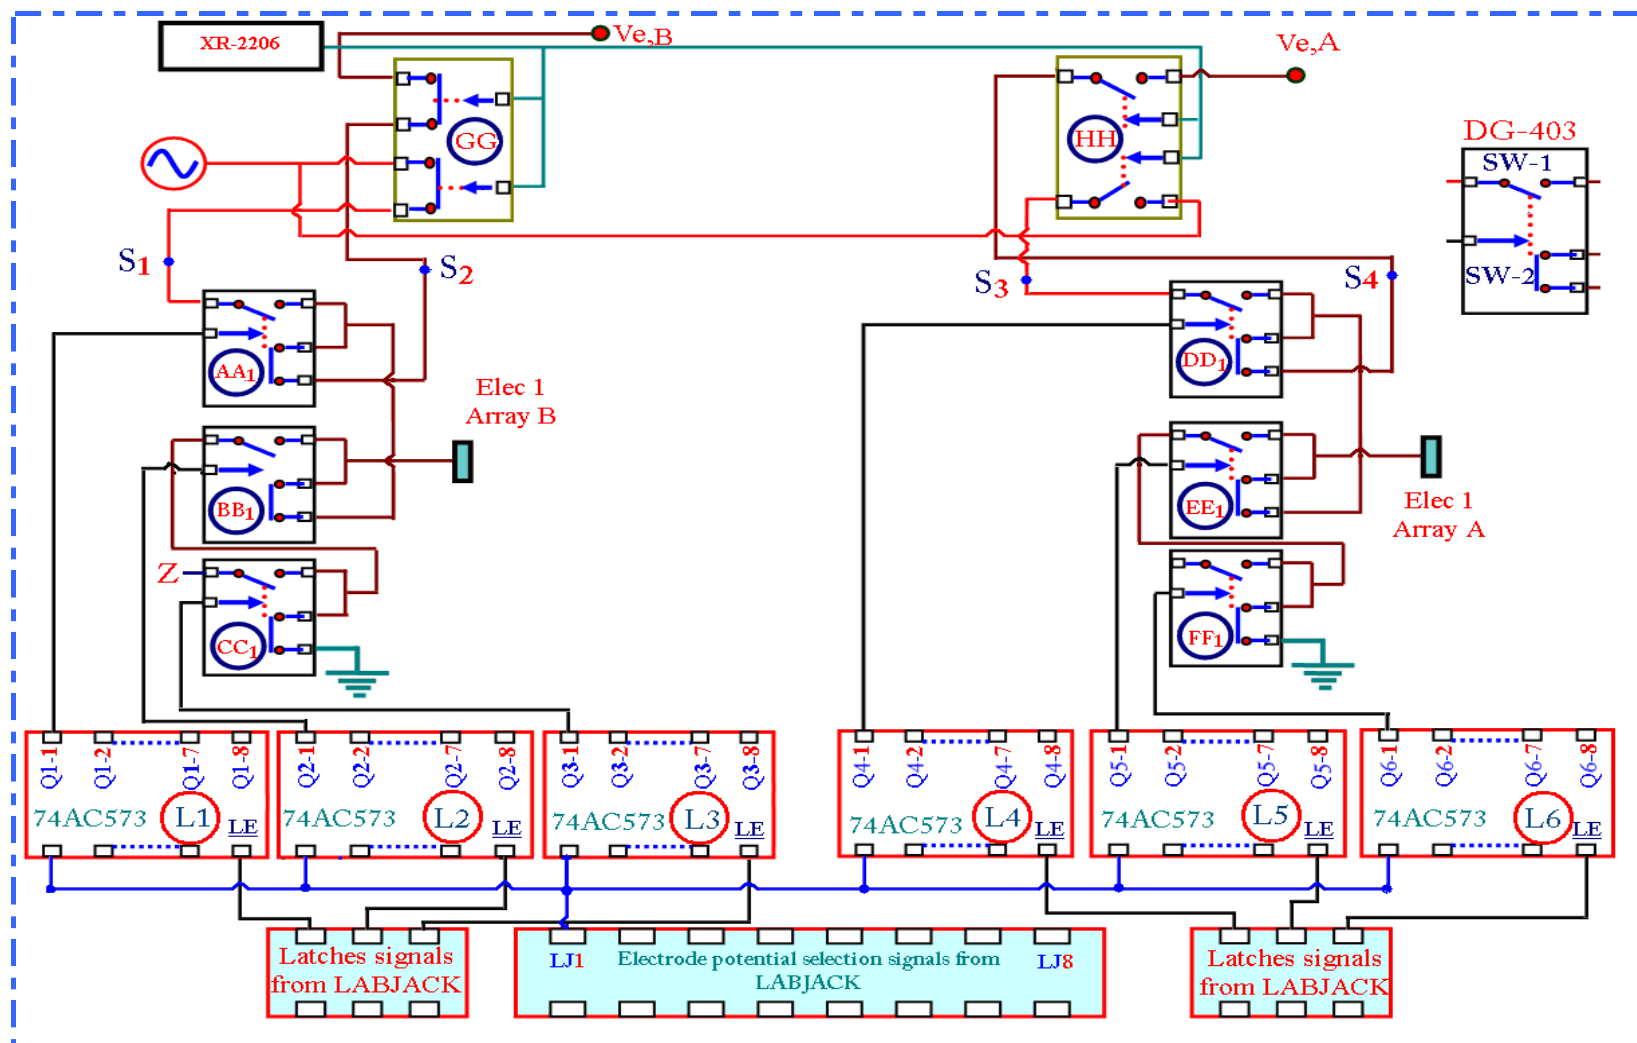 XR-2206
Ve,B
Ve,A
GG
HH
DG-403
SW-1
SW-2
S1
S2
S3
S4
AA1
DD1
Elec 1
Array B
BB1
EE1
Elec 1
Array A
Z
CC1
FF1
Q1-1
Q1-2
Q1-7
Q1-8
Q2-1
Q2-2
Q2-7
Q2-8
Q3-1
Q3-2
Q3-7
Q3-8
Q4-1
Q4-2
Q4-7
Q4-8
Q5-1
Q5-2
Q5-7
Q5-8
Q6-1
Q6-2
Q6-7
Q6-8
74AC573 L1 LE
74AC573 L2 LE
74AC573 L3 LE
74AC573 L4 LE
74AC573 L5 LE
74AC573 L6 LE
Latches signals
from LABJACK
LJ1 Electrode potential selection signals from LJ8
LABJACK
Latches signals
from LABJACK